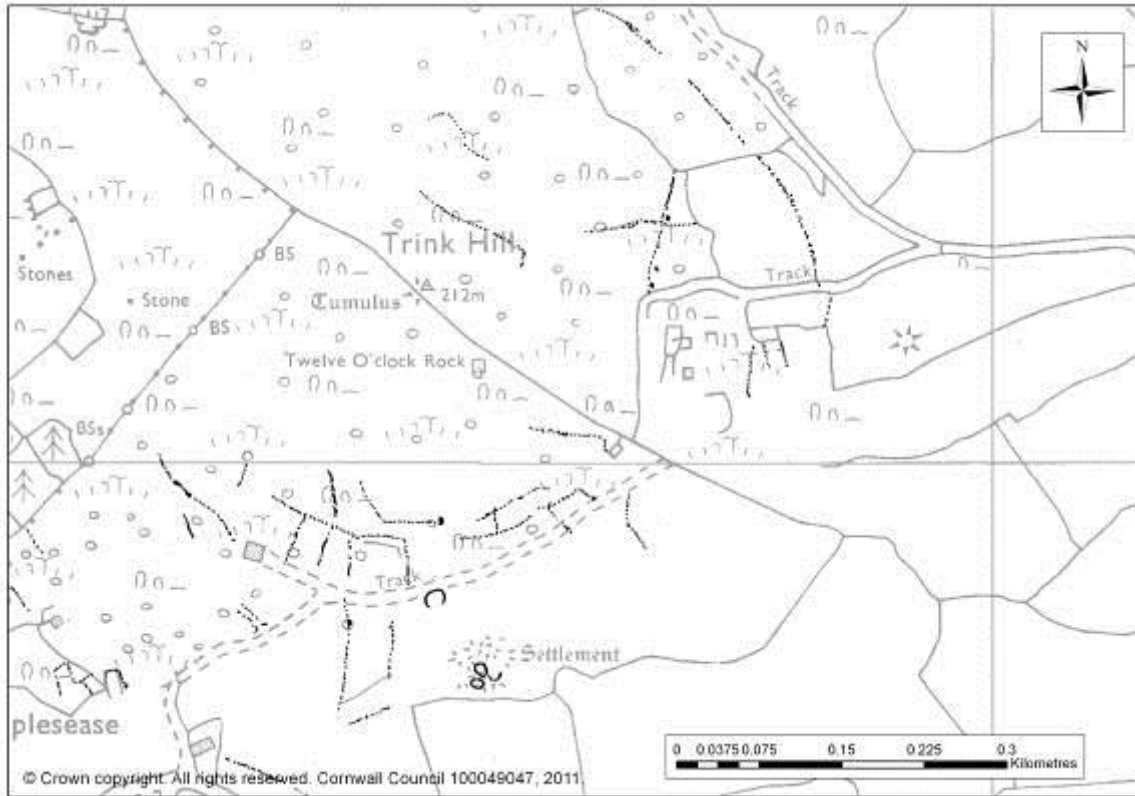 N
Track
Trink Hill
BS
Stones
Track
Tumulus
212m
Stone
BS
Twelve O'clock Rock
BSs
Track
Settlement
plesease
0 0.0375 0.075 0.15 0.225 0.3
Kilometres
© Crown copyright. All rights reserved. Cornwall Council 100049047, 2011.